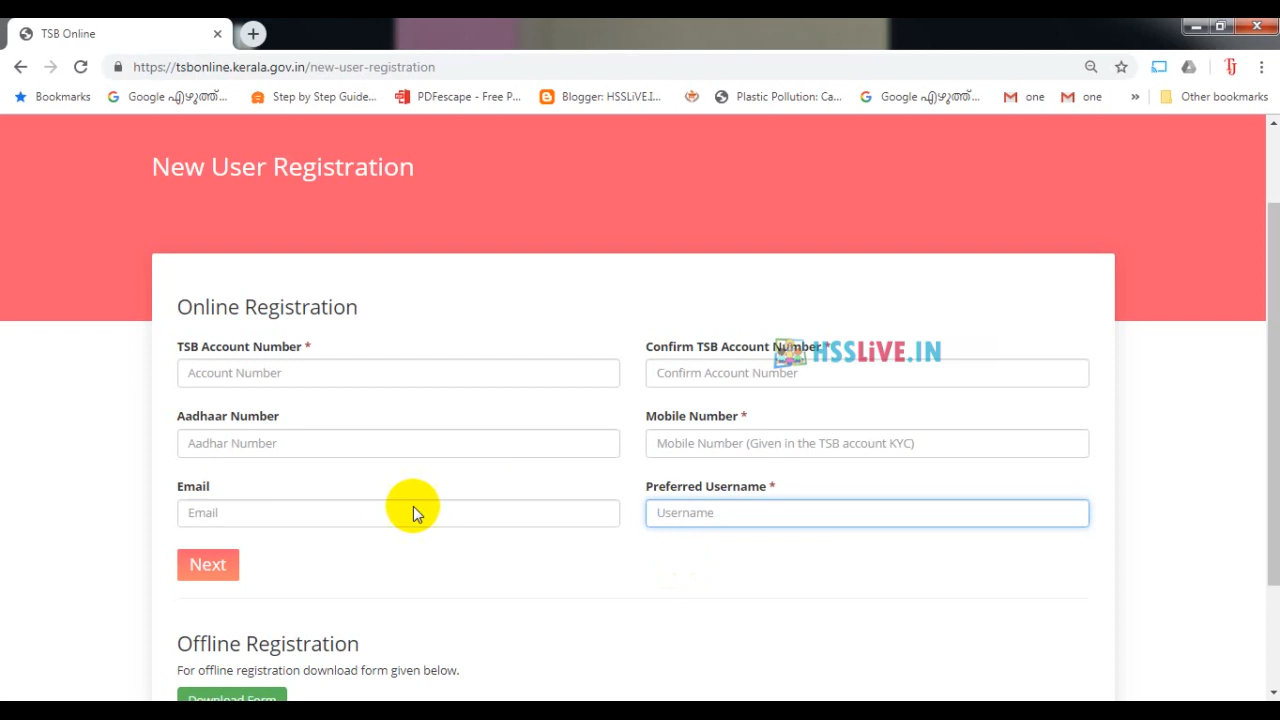 TSB Online
https://tsbonline.kerala.gov.in/new-user-registration
Bookmarks
Google എഴുത്ത്...
Step by Step Guide...
PDFescape - Free P...
Blogger: HSSLiVE.I...
Plastic Pollution: Ca...
Google എഴുത്ത്...
one
one
»
Other bookmarks
New User Registration
Online Registration
TSB Account Number *
Confirm TSB Account Number *
HSSLiVE.IN
Account Number
Confirm Account Number
Aadhaar Number
Mobile Number *
Aadhar Number
Mobile Number (Given in the TSB account KYC)
Email
Preferred Username *
Email
Username
Next
Offline Registration
For offline registration download form given below.
Download Form